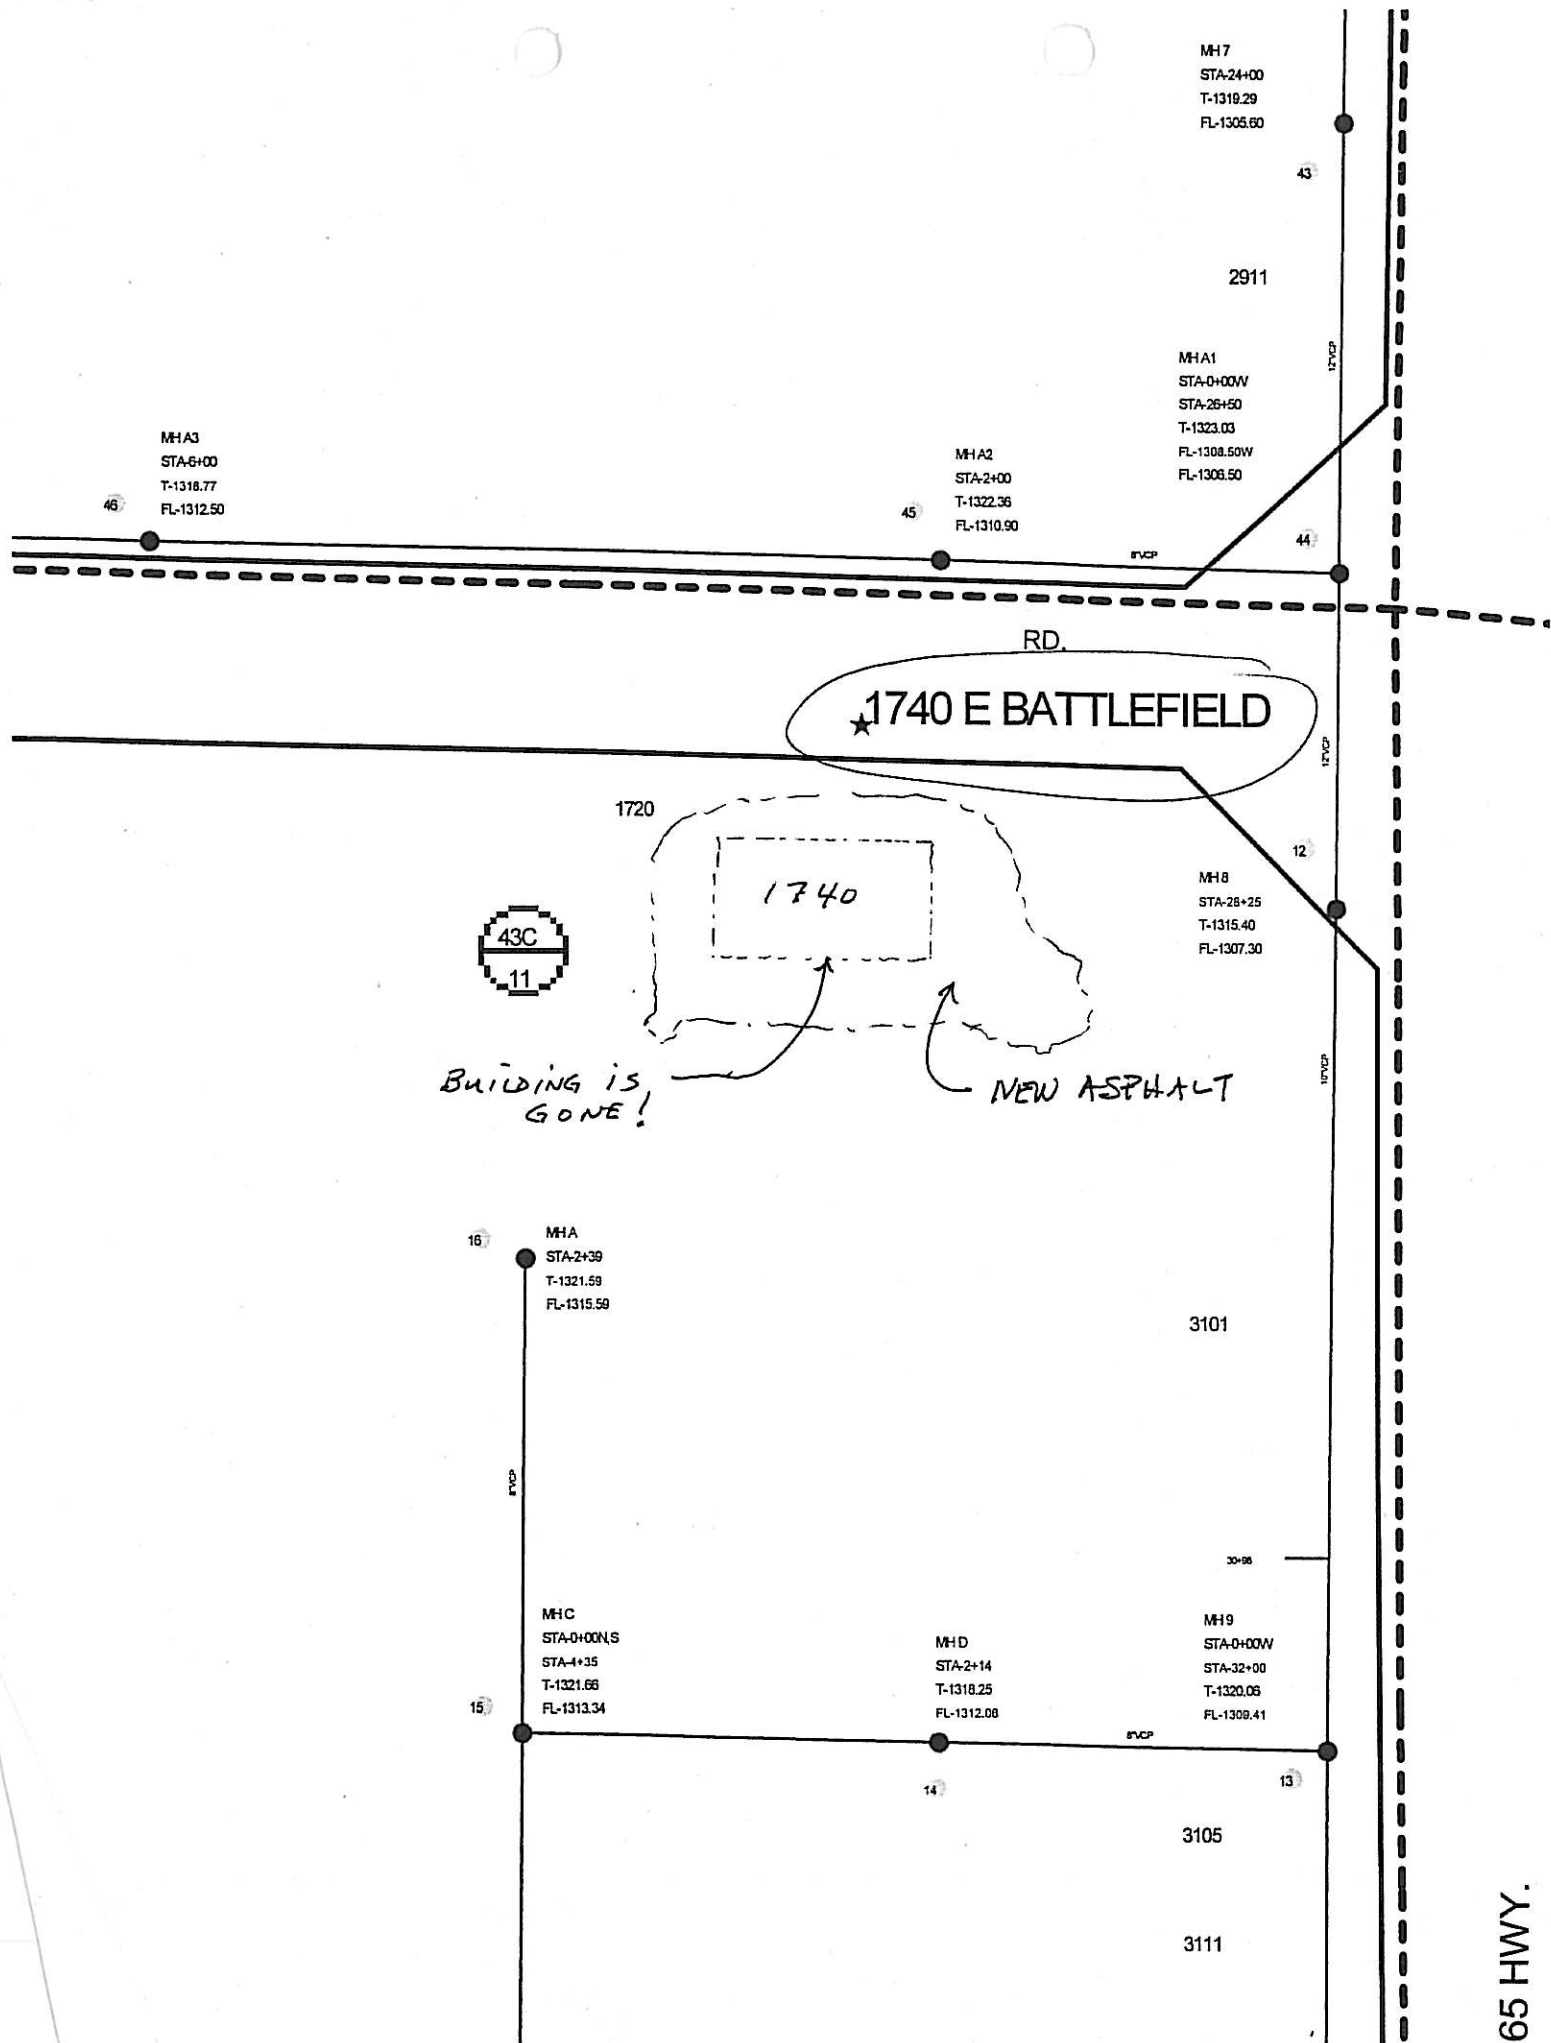 MH 7
STA-24+00
T-1319.29
FL-1305.60
43
2911
12"VCP
MH A1
STA-0+00W
STA-26+50
T-1323.03
FL-1308.50W
FL-1306.50
44
MH A3
STA-6+00
T-1318.77
FL-1312.50
46
MH A2
STA-2+00
T-1322.36
FL-1310.90
45
8"VCP
RD.
★1740 E BATTLEFIELD
12"VCP
1720
1740
12
MH 8
STA-28+25
T-1315.40
FL-1307.30
43C
11
10"VCP
BUILDING IS
GONE!
NEW ASPHALT
16
MH A
STA-2+39
T-1321.59
FL-1315.59
3101
8"VCP
30+98
MH C
STA-0+00N,S
STA-4+35
T-1321.66
FL-1313.34
15
MH D
STA-2+14
T-1318.25
FL-1312.08
14
8"VCP
MH 9
STA-0+00W
STA-32+00
T-1320.06
FL-1309.41
13
3105
3111
65 HWY.